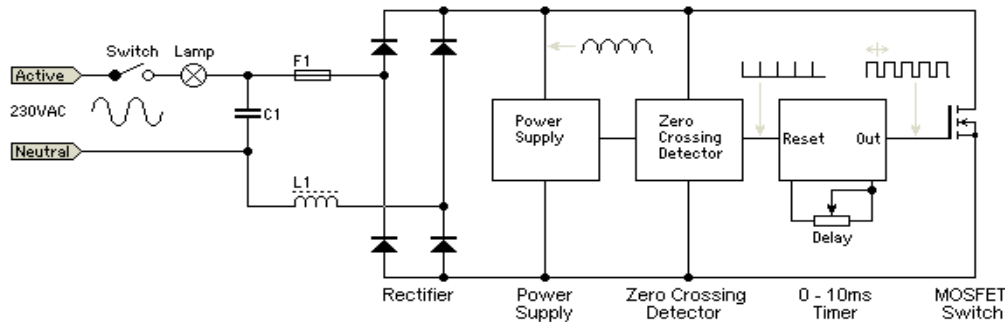 Switch
Lamp
F1
Active
230VAC
C1
Neutral
L1
Power
Supply
Zero
Crossing
Detector
Reset
Out
Delay
Rectifier
Power
Supply
Zero Crossing
Detector
0 - 10ms
Timer
MOSFET
Switch